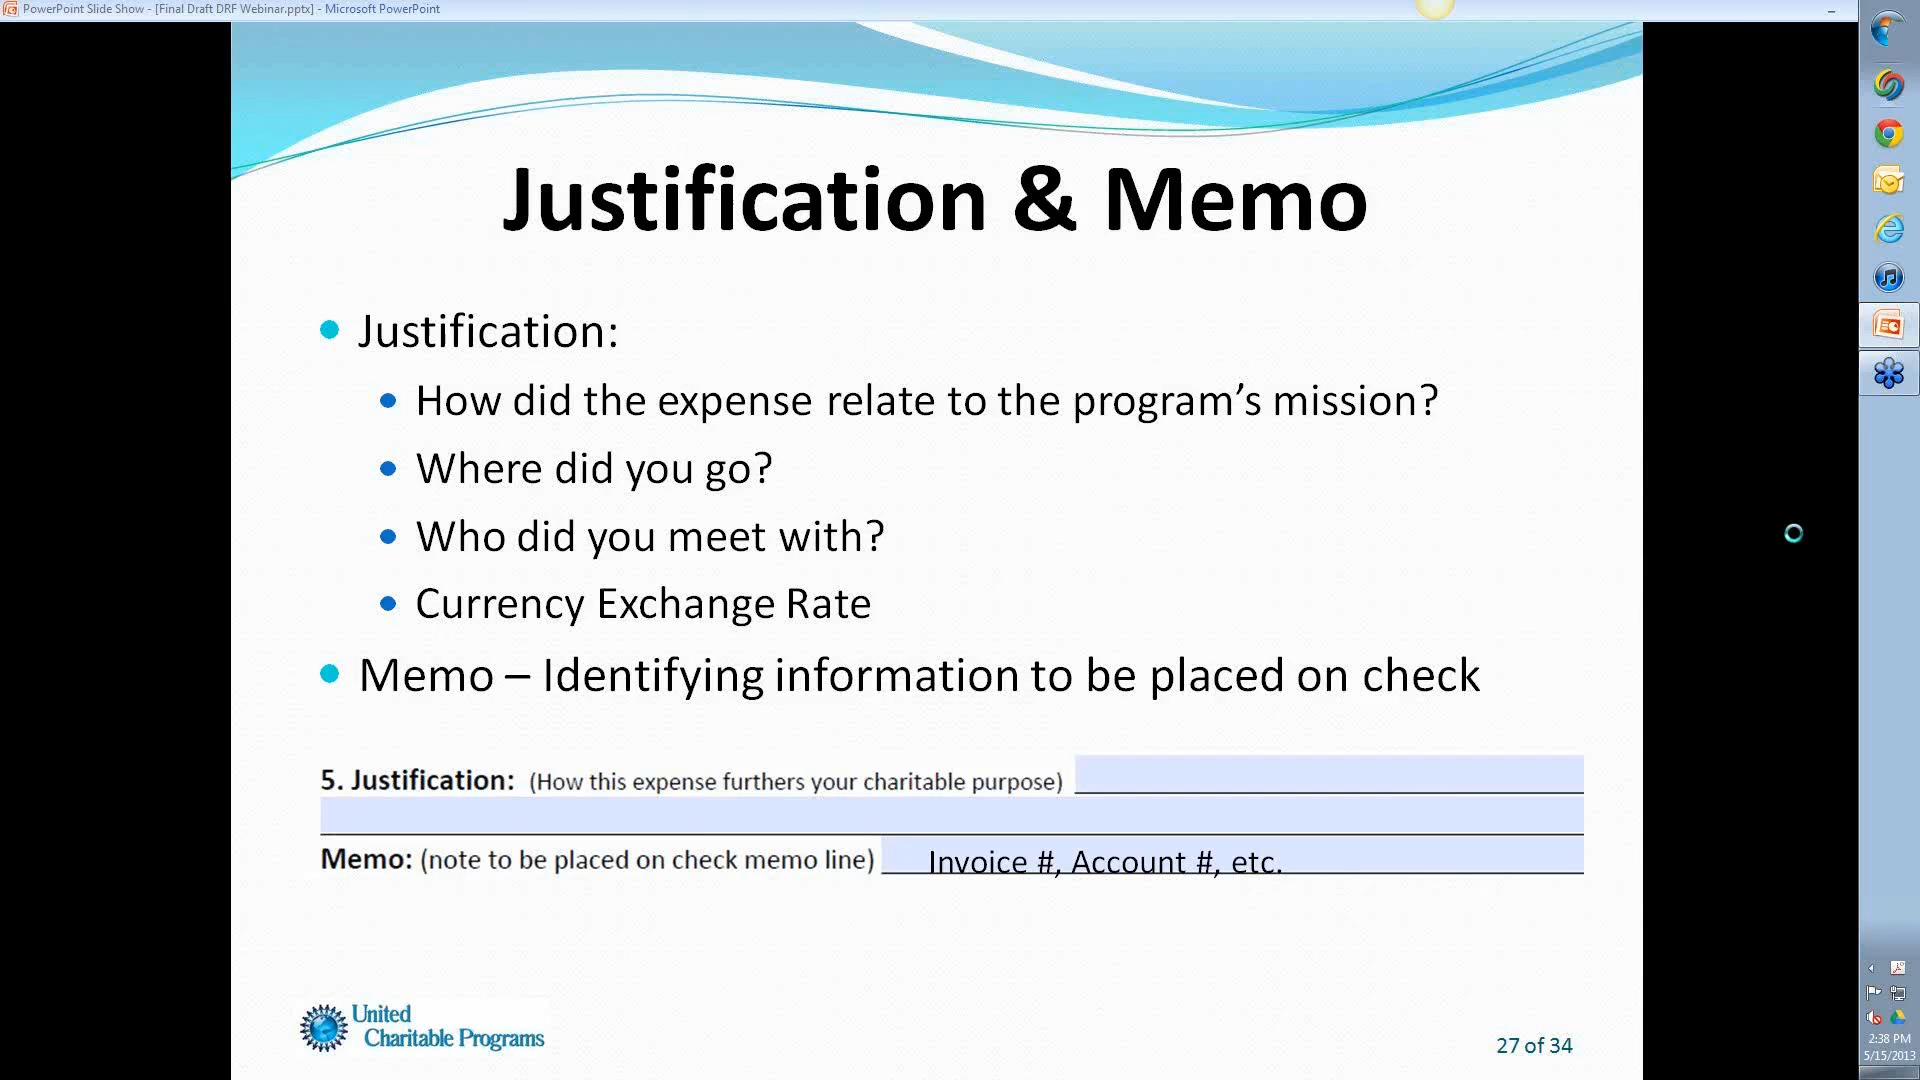 PowerPoint Slide Show - [Final Draft DRF Webinar.pptx] - Microsoft PowerPoint
Justification & Memo
Justification:
How did the expense relate to the program’s mission?
Where did you go?
Who did you meet with?
Currency Exchange Rate
Memo – Identifying information to be placed on check
5. Justification: (How this expense furthers your charitable purpose)
Memo: (note to be placed on check memo line) Invoice #, Account #, etc.
United
Charitable Programs
27 of 34
2:38 PM
5/15/2013